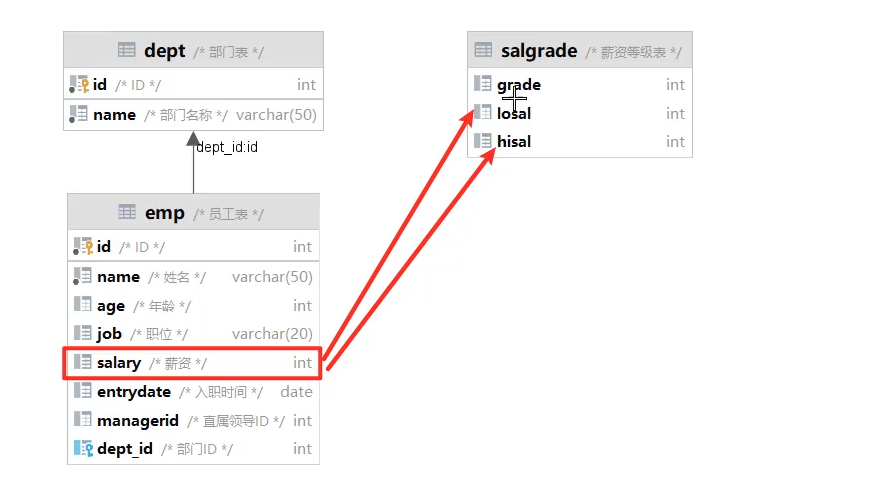 dept /* 部门表 */
id /* ID */ int
name /* 部门名称 */ varchar(50)
dept_id:id
emp /* 员工表 */
id /* ID */ int
name /* 姓名 */ varchar(50)
age /* 年龄 */ int
job /* 职位 */ varchar(20)
salary /* 薪资 */ int
entrydate /* 入职时间 */ date
managerid /* 直属领导ID */ int
dept_id /* 部门ID */ int
salgrade /* 薪资等级表 */
grade int
losal int
hisal int